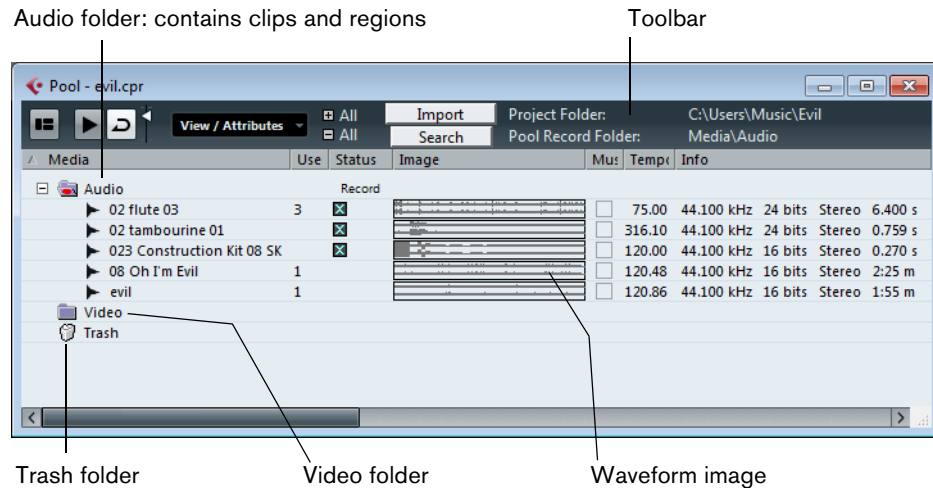 Audio folder: contains clips and regions Toolbar
Pool - evil.cpr
View / Attributes All Import Project Folder: C:\Users\Music\Evil
All Search Pool Record Folder: Media\Audio
Media Use Status Image Mus Tempo Info
Audio Record
02 flute 03 3 X 75.00 44.100 kHz 24 bits Stereo 6.400 s
02 tambourine 01 X 316.10 44.100 kHz 24 bits Stereo 0.759 s
023 Construction Kit 08 SK X 120.00 44.100 kHz 16 bits Stereo 0.270 s
08 Oh I'm Evil 1 120.48 44.100 kHz 16 bits Stereo 2:25 m
evil 1 120.86 44.100 kHz 16 bits Stereo 1:55 m
Video
Trash
Trash folder Video folder Waveform image